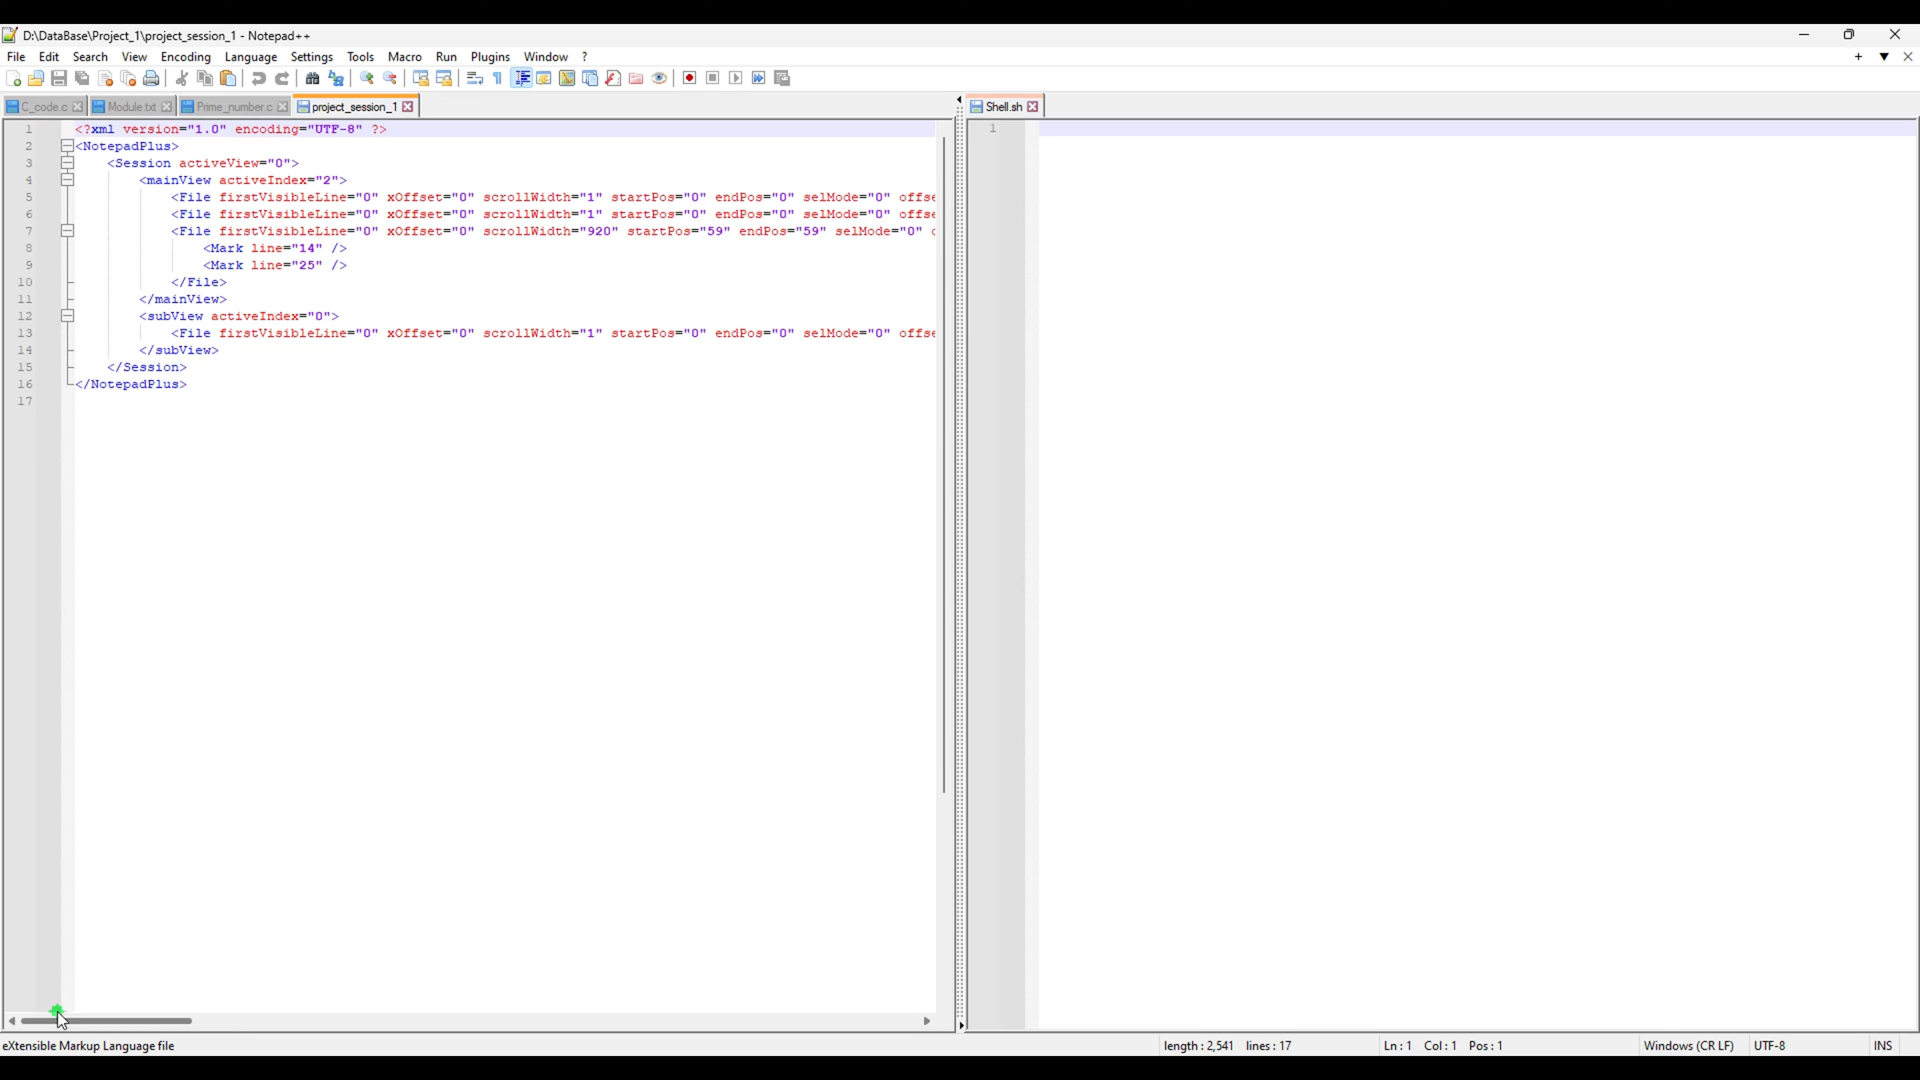 D:\DataBase\Project_1\project_session_1 - Notepad++
File Edit Search View Encoding Language Settings Tools Macro Run Plugins Window ?
C_code.c Module.txt Prime_number.c project_session_1
1 <?xml version="1.0" encoding="UTF-8" ?>
2 <NotepadPlus>
3 <Session activeView="0">
4 <mainView activeIndex="2">
5 <File firstVisibleLine="0" xOffset="0" scrollWidth="1" startPos="0" endPos="0" selMode="0" offse
6 <File firstVisibleLine="0" xOffset="0" scrollWidth="1" startPos="0" endPos="0" selMode="0" offse
7 <File firstVisibleLine="0" xOffset="0" scrollWidth="920" startPos="59" endPos="59" selMode="0"
8 <Mark line="14" />
9 <Mark line="25" />
10 </File>
11 </mainView>
12 <subView activeIndex="0">
13 <File firstVisibleLine="0" xOffset="0" scrollWidth="1" startPos="0" endPos="0" selMode="0" offse
14 </subView>
15 </Session>
16 </NotepadPlus>
17
Shell.sh
1
eXtensible Markup Language file length : 2,541 lines : 17 Ln : 1 Col : 1 Pos : 1 Windows (CR LF) UTF-8 INS